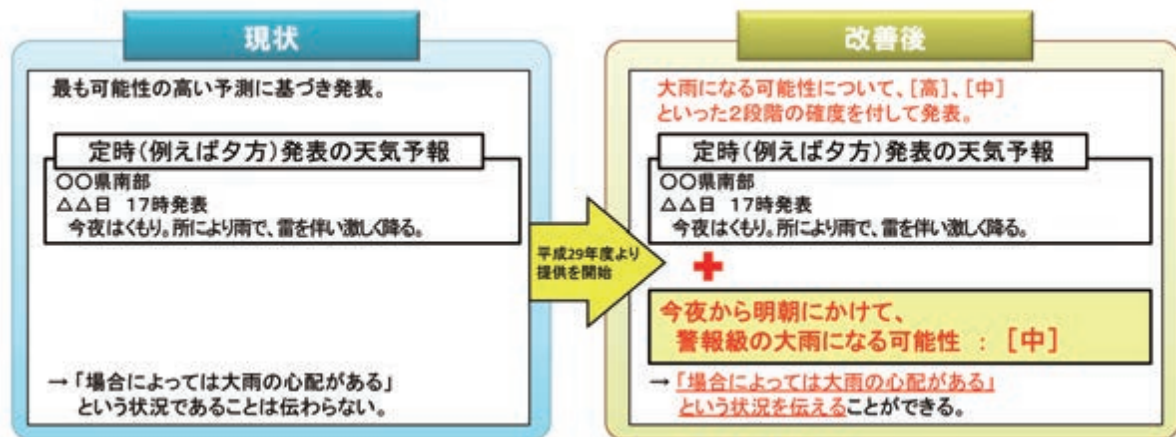 現状
最も可能性の高い予測に基づき発表。
定時(例えば夕方)発表の天気予報
○○県南部
△△日 17時発表
今夜はくもり。所により雨で、雷を伴い激しく降る。
→「場合によっては大雨の心配がある」
という状況であることは伝わらない。
平成29年度より
提供を開始
改善後
大雨になる可能性について、[高]、[中]
といった2段階の確度を付して発表。
定時(例えば夕方)発表の天気予報
○○県南部
△△日 17時発表
今夜はくもり。所により雨で、雷を伴い激しく降る。
+
今夜から明朝にかけて、
警報級の大雨になる可能性 : [中]
→「場合によっては大雨の心配がある」
という状況を伝えることができる。